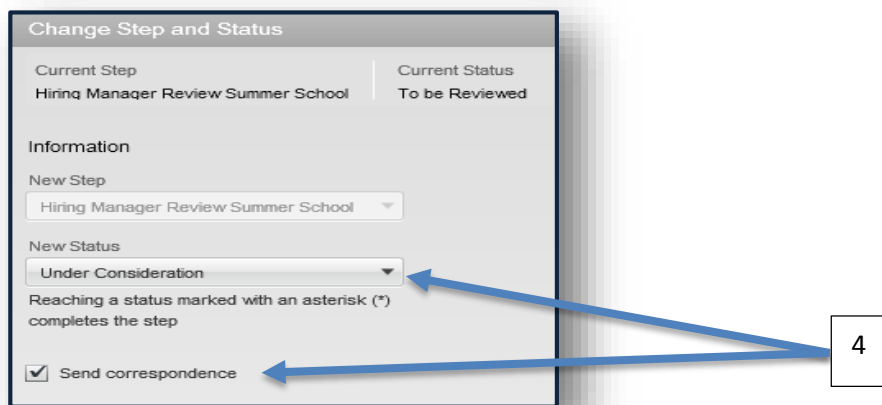 Change Step and Status
Current Step
Current Status
Hiring Manager Review Summer School
To be Reviewed
Information
New Step
Hiring Manager Review Summer School
New Status
Under Consideration
Reaching a status marked with an asterisk (*)
completes the step
Send correspondence
4